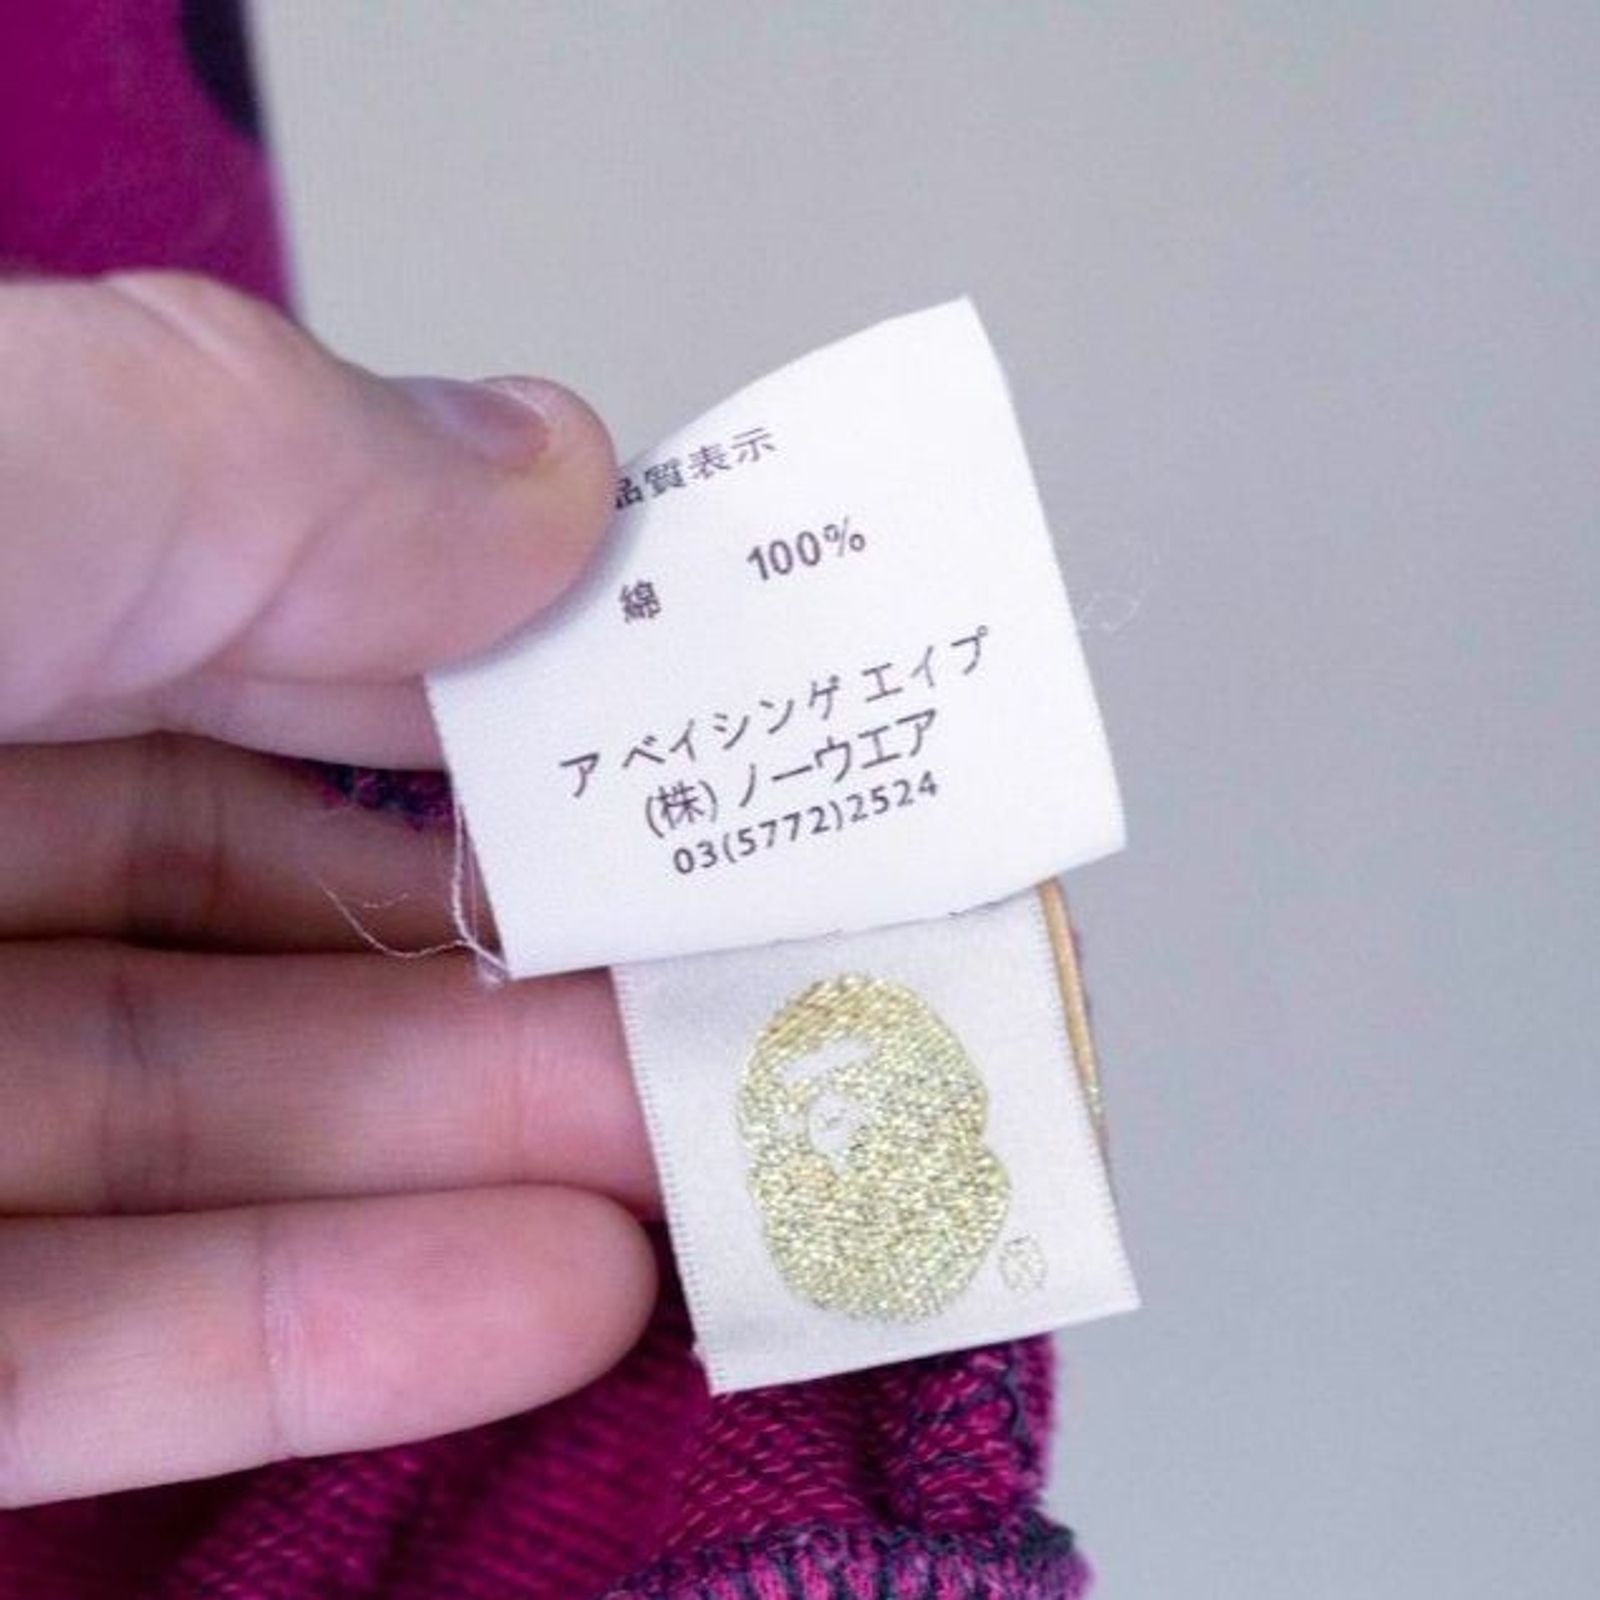 品質表示
綿 100%
ア ベイシンゲ エイプ
(株) ノーウエア
03(5772)2524